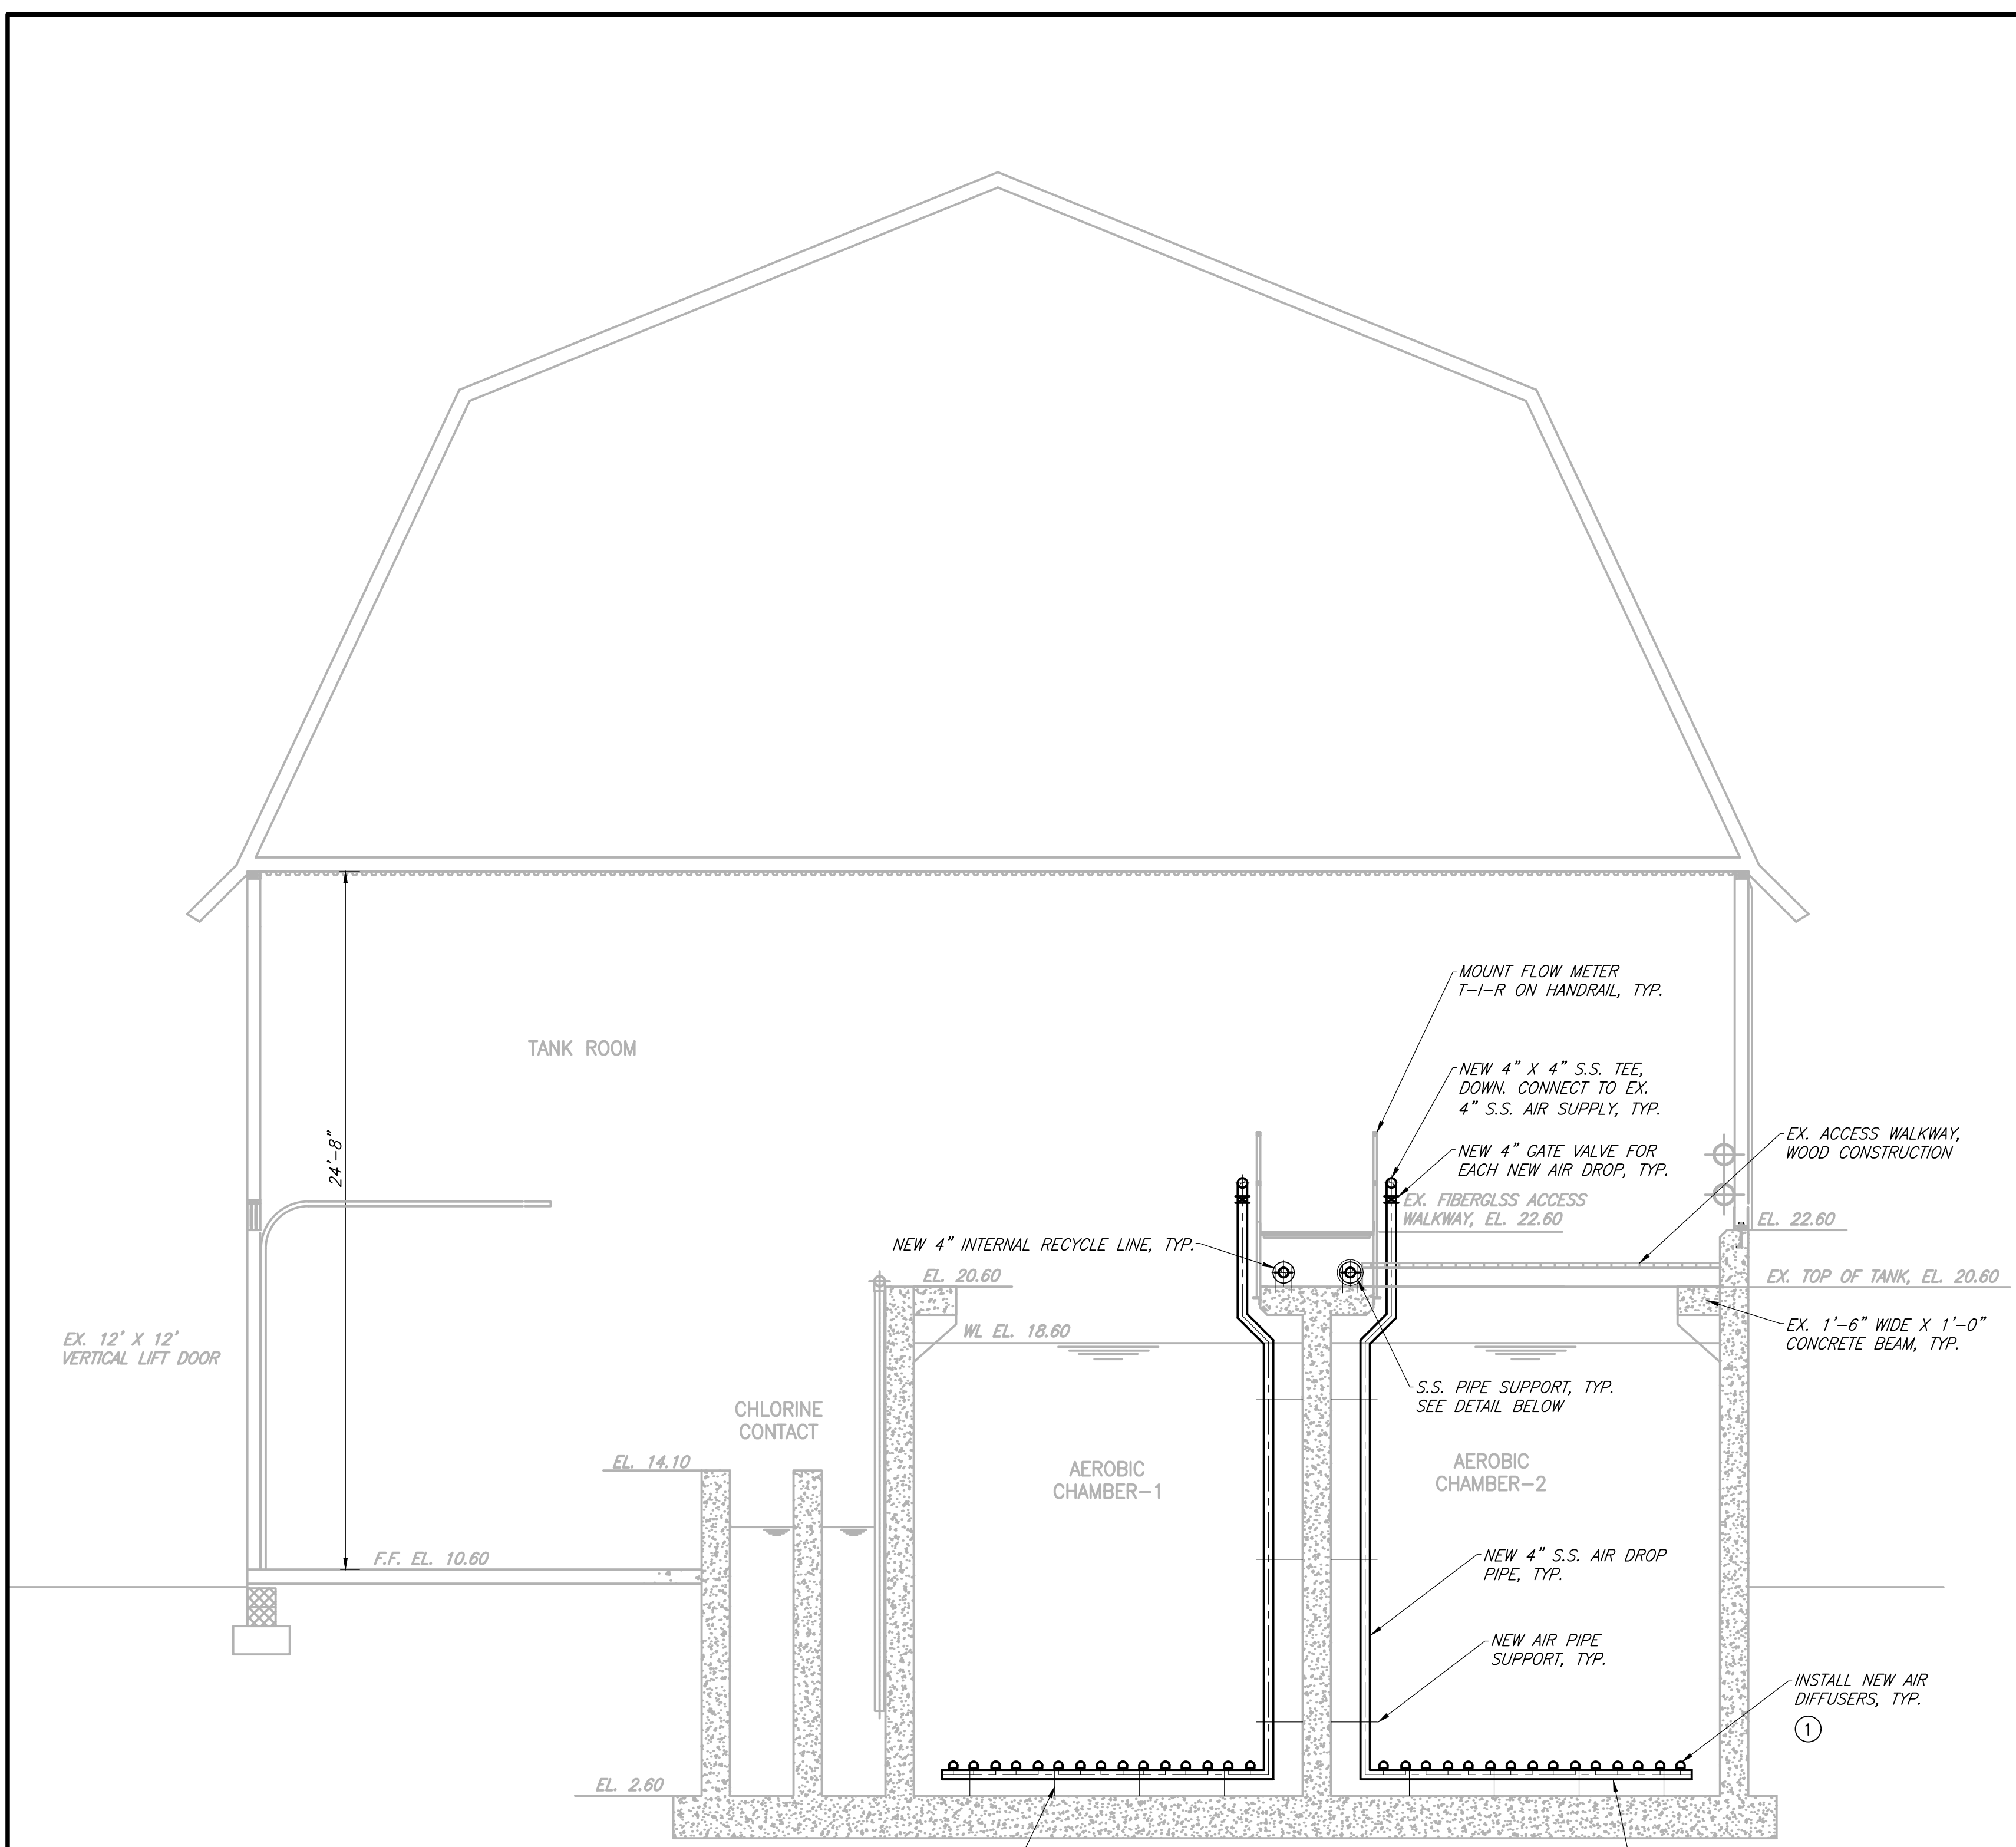 MOUNT FLOW METER
T-I-R ON HANDRAIL, TYP.
TANK ROOM
NEW 4" X 4" S.S. TEE,
DOWN. CONNECT TO EX.
4" S.S. AIR SUPPLY, TYP.
24'-8"
EX. ACCESS WALKWAY,
WOOD CONSTRUCTION
NEW 4" GATE VALVE FOR
EACH NEW AIR DROP, TYP.
EX. FIBERGLSS ACCESS
WALKWAY, EL. 22.60
EL. 22.60
NEW 4" INTERNAL RECYCLE LINE, TYP.
EL. 20.60
EX. TOP OF TANK, EL. 20.60
WL EL. 18.60
EX. 12' X 12'
VERTICAL LIFT DOOR
EX. 1'-6" WIDE X 1'-0"
CONCRETE BEAM, TYP.
S.S. PIPE SUPPORT, TYP.
SEE DETAIL BELOW
CHLORINE
CONTACT
EL. 14.10
AEROBIC
CHAMBER-1
AEROBIC
CHAMBER-2
F.F. EL. 10.60
NEW 4" S.S. AIR DROP
PIPE, TYP.
NEW AIR PIPE
SUPPORT, TYP.
INSTALL NEW AIR
DIFFUSERS, TYP.
1
EL. 2.60